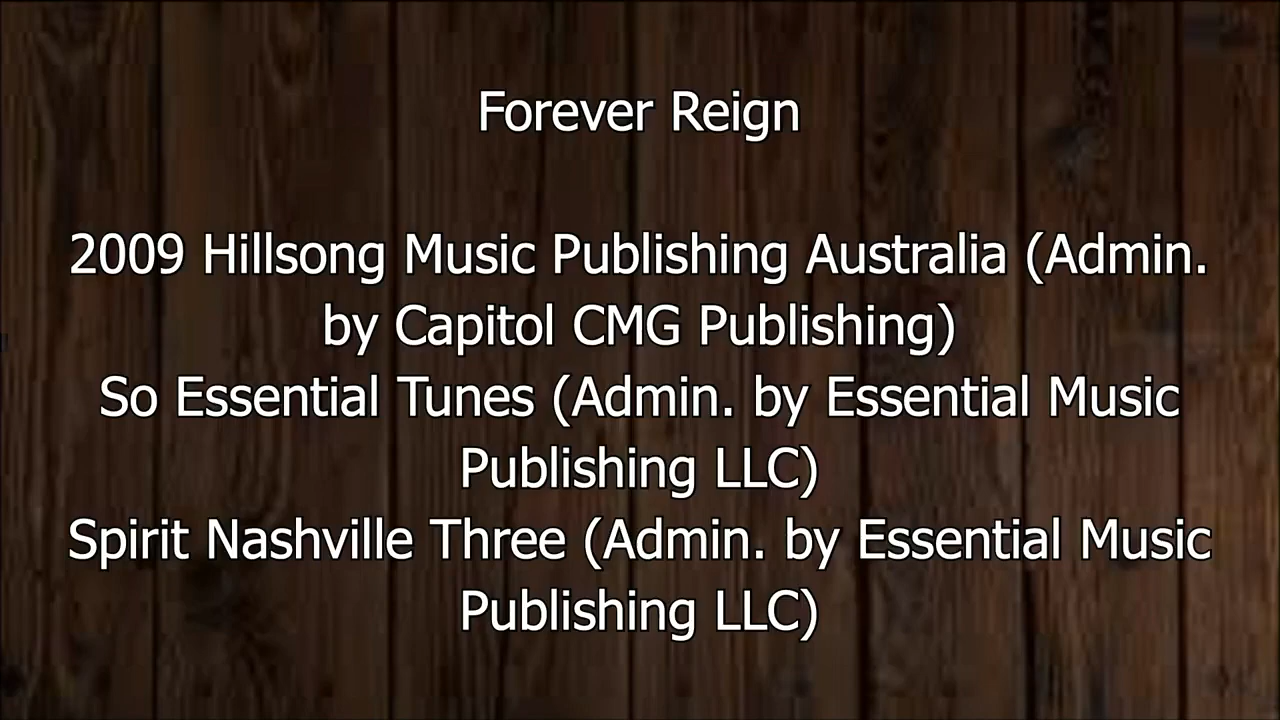 Forever Reign
2009 Hillsong Music Publishing Australia (Admin.
by Capitol CMG Publishing)
So Essential Tunes (Admin. by Essential Music
Publishing LLC)
Spirit Nashville Three (Admin. by Essential Music
Publishing LLC)